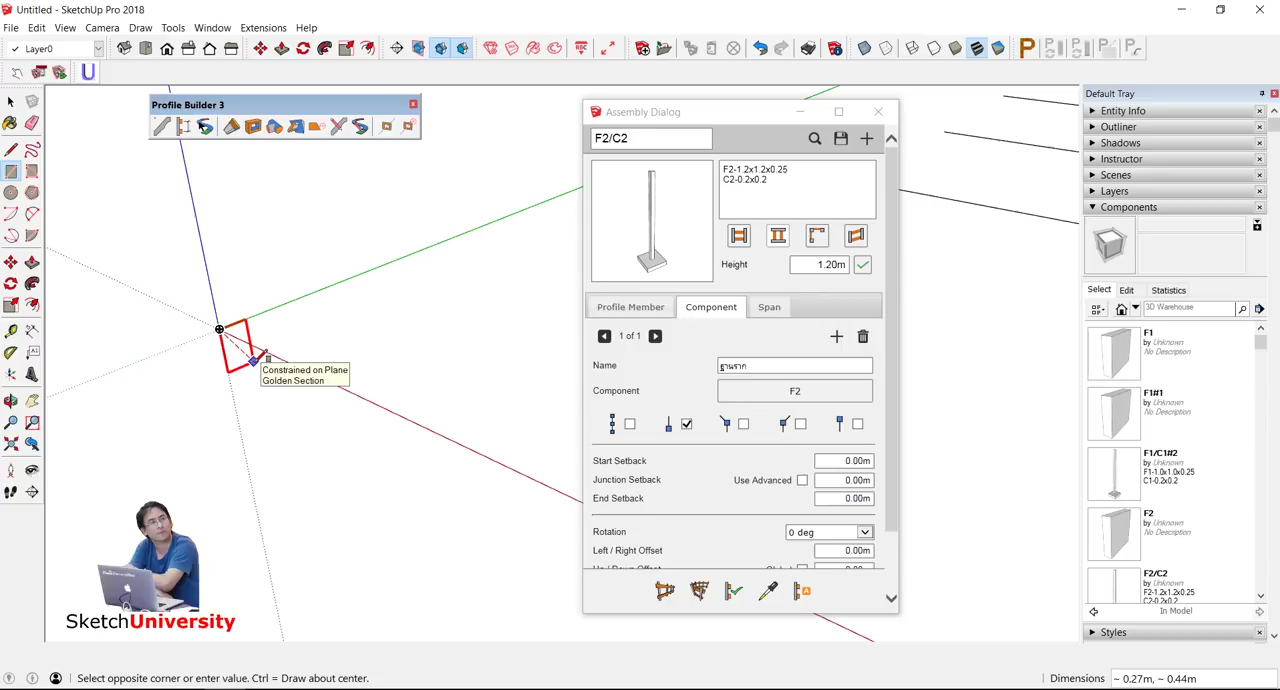 Untitled - SketchUp Pro 2018
File Edit View Camera Draw Tools Window Extensions Help
Layer0
Profile Builder 3
Assembly Dialog
F2/C2
F2-1.2x1.2x0.25
C2-0.2x0.2
Height 1.20m
Profile Member Component Span
1 of 1
Name ฐานราก
Component F2
Start Setback 0.00m
Junction Setback Use Advanced 0.00m
End Setback 0.00m
Rotation 0 deg
Left / Right Offset 0.00m
Constrained on Plane
Golden Section
SketchUniversity
Default Tray
Entity Info
Outliner
Shadows
Instructor
Scenes
Layers
Components
Select Edit Statistics
3D Warehouse
F1
by Unknown
No Description
F1#1
by Unknown
No Description
F1/C1#2
by Unknown
F1-1.0x1.0x0.25
C1-0.2x0.2
F2
by Unknown
No Description
F2/C2
by Unknown
F2-1.2x1.2x0.25
C2-0.2x0.2
In Model
Styles
Select opposite corner or enter value. Ctrl = Draw about center.
Dimensions ~ 0.27m, ~ 0.44m